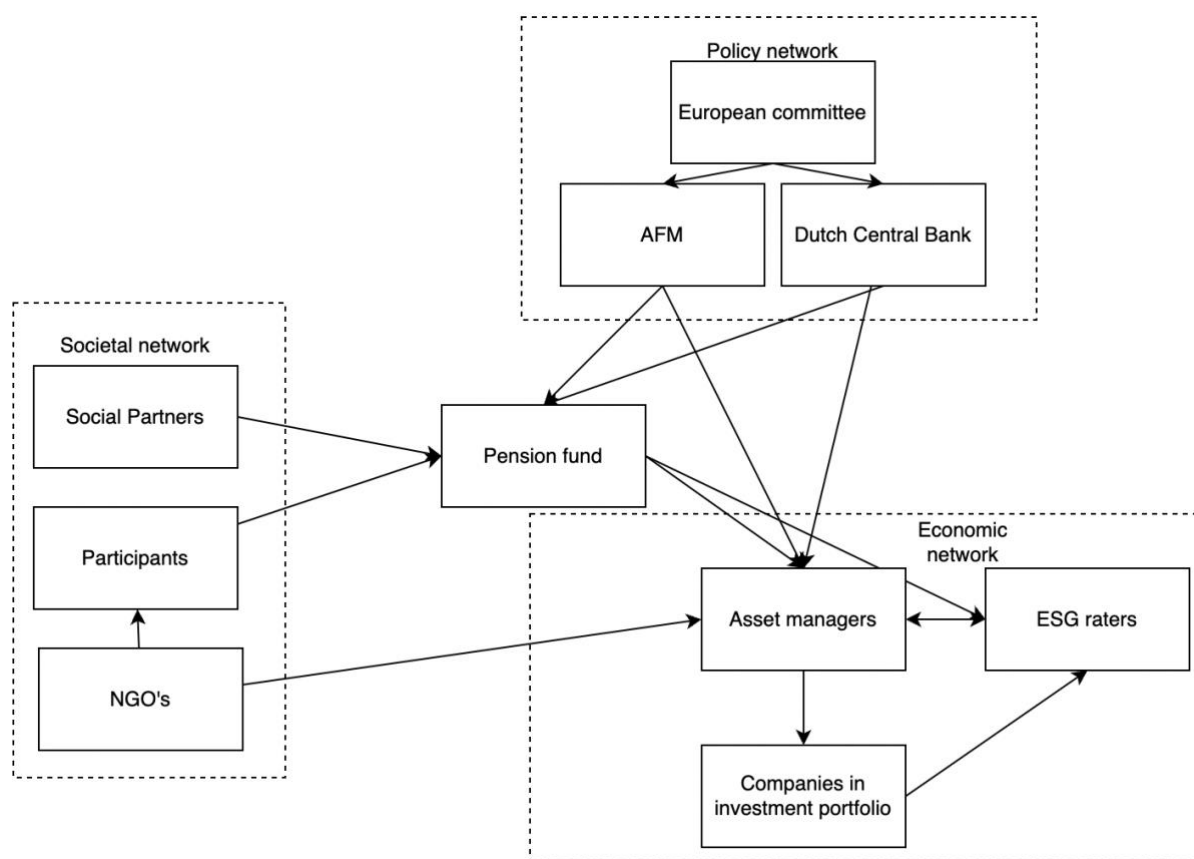 Policy network
European committee
AFM
Dutch Central Bank
Societal network
Social Partners
Pension fund
Participants
Economic
network
Asset managers
ESG raters
NGO's
Companies in
investment portfolio